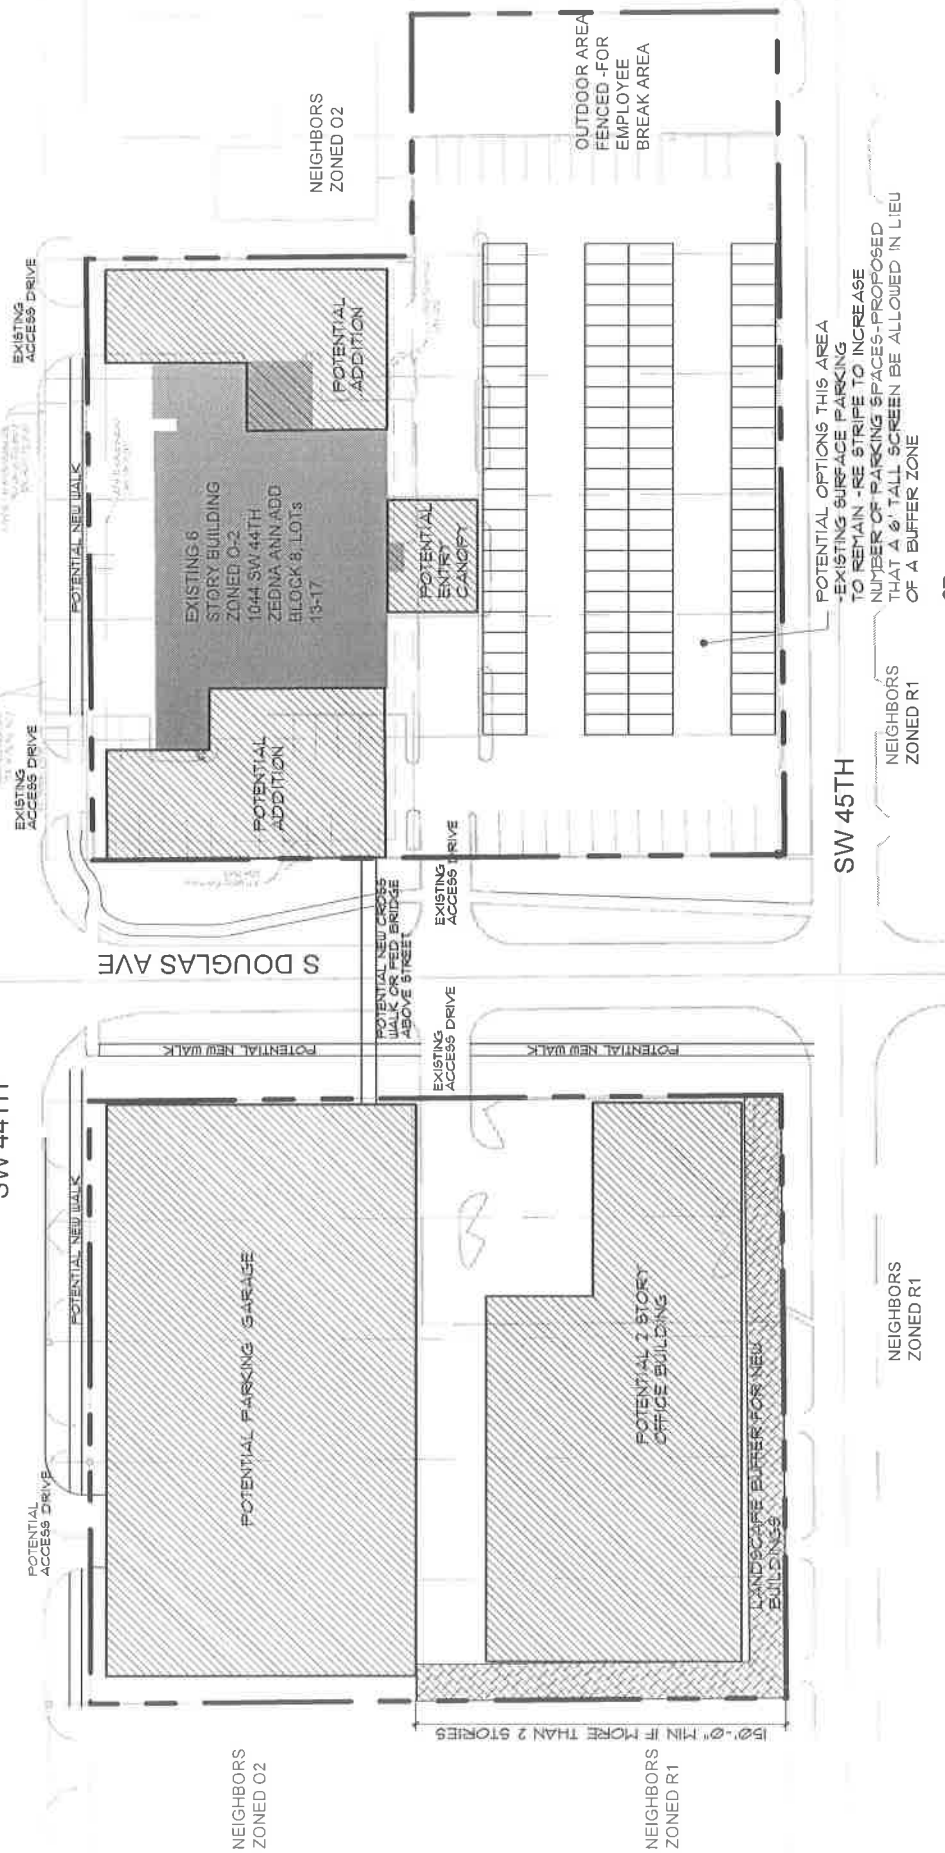 SW 44TH
POTENTIAL
ACCESS DRIVE
POTENTIAL NEW WALK
EXISTING
ACCESS DRIVE
POTENTIAL NEW WALK
EXISTING
ACCESS DRIVE
NEIGHBORS
ZONED O2
POTENTIAL PARKING GARAGE
POTENTIAL NEW WALK
S DOUGLAS AVE
POTENTIAL NEW CROSS
WALK OR PED BRIDGE
ABOVE STREET
POTENTIAL
ADDITION
EXISTING 6
STORY BUILDING
ZONED O-2
1044 SW 44TH
ZEDNA ANN ADD
BLOCK 8, LOTs
13-17
POTENTIAL
ADDITION
NEIGHBORS
ZONED O2
EXISTING
ACCESS DRIVE
EXISTING
ACCESS DRIVE
POTENTIAL
ENTRY
CANOPY
OUTDOOR AREA
FENCED -FOR
EMPLOYEE
BREAK AREA
150'-0" MIN IF MORE THAN 2 STORIES
NEIGHBORS
ZONED R1
POTENTIAL 2 STORY
OFFICE BUILDING
POTENTIAL NEW WALK
LANDSCAPE BUFFER FOR NEW
BUILDINGS
SW 45TH
POTENTIAL OPTIONS THIS AREA
-EXISTING SURFACE PARKING
TO REMAIN -RE STRIPE TO INCREASE
NUMBER OF PARKING SPACES-PROPOSED
THAT A 6' TALL SCREEN BE ALLOWED IN LIEU
OF A BUFFER ZONE
NEIGHBORS
ZONED R1
NEIGHBORS
ZONED R1